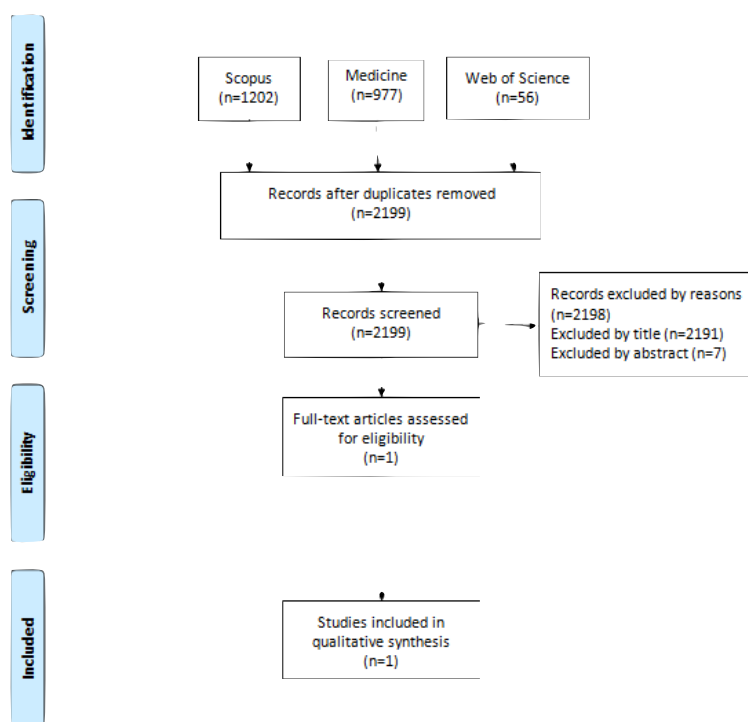 Identification
Scopus
(n=1202)
Medicine
(n=977)
Web of Science
(n=56)
Records after duplicates removed
(n=2199)
Screening
Records screened
(n=2199)
Records excluded by reasons
(n=2198)
Excluded by title (n=2191)
Excluded by abstract (n=7)
Eligibility
Full-text articles assessed
for eligibility
(n=1)
Included
Studies included in
qualitative synthesis
(n=1)